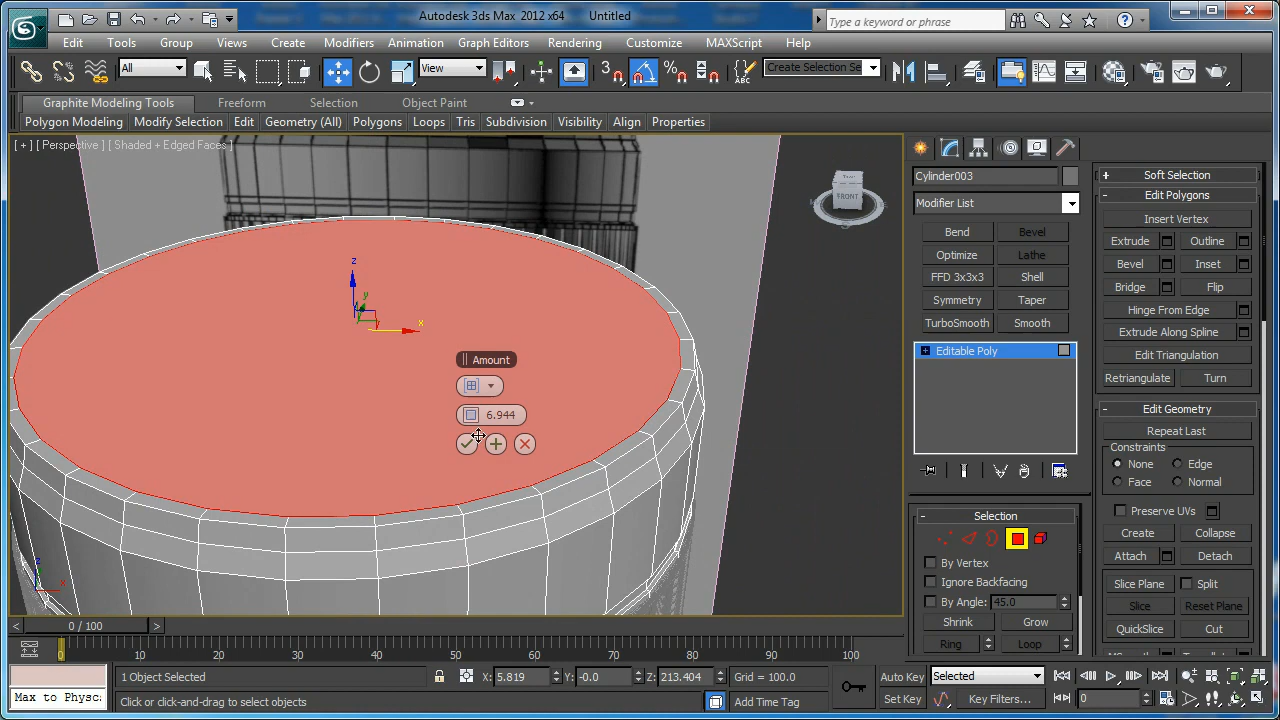 Autodesk 3ds Max 2012 x64 Untitled
Type a keyword or phrase
Edit Tools Group Views Create Modifiers Animation Graph Editors Rendering Customize MAXScript Help
All
View
3
Create Selection Se
Graphite Modeling Tools Freeform Selection Object Paint
Polygon Modeling Modify Selection Edit Geometry (All) Polygons Loops Tris Subdivision Visibility Align Properties
[ + ] [ Perspective ] [ Shaded + Edged Faces ]
FRONT
z
y
x
Amount
6.944
z
x
Cylinder003
Modifier List
Bend Bevel
Optimize Lathe
FFD 3x3x3 Shell
Symmetry Taper
TurboSmooth Smooth
Editable Poly
- Selection
By Vertex
Ignore Backfacing
By Angle: 45.0
Shrink Grow
Ring Loop
+ Soft Selection
- Edit Polygons
Insert Vertex
Extrude Outline
Bevel Inset
Bridge Flip
Hinge From Edge
Extrude Along Spline
Edit Triangulation
Retriangulate Turn
- Edit Geometry
Repeat Last
Constraints
None Edge
Face Normal
Preserve UVs
Create Collapse
Attach Detach
Slice Plane Split
Slice Reset Plane
QuickSlice Cut
< 0 / 100 >
0 10 20 30 40 50 60 70 80 90 100
1 Object Selected X: 5.819 Y: -0.0 Z: 213.404 Grid = 100.0 Auto Key Selected
Max to Physc
Click or click-and-drag to select objects Add Time Tag Set Key Key Filters... 0